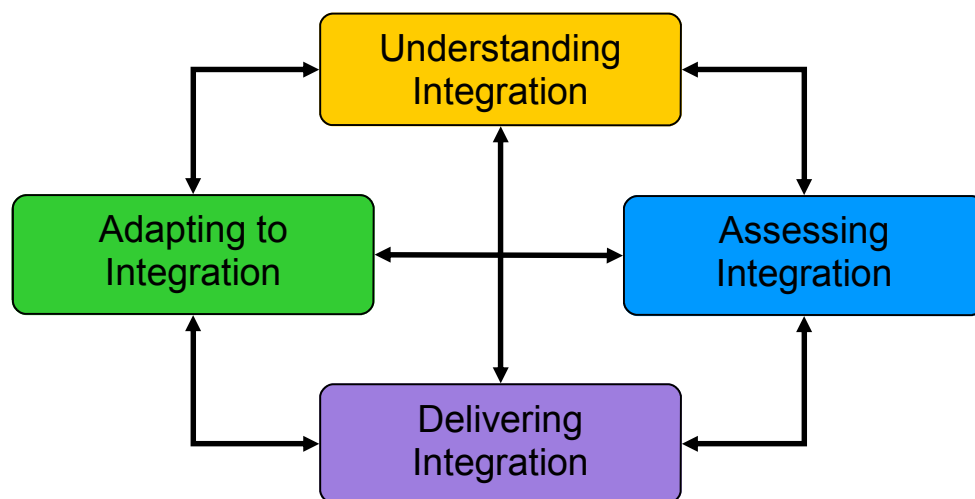 Understanding
Integration
Adapting to
Integration
Assessing
Integration
Delivering
Integration